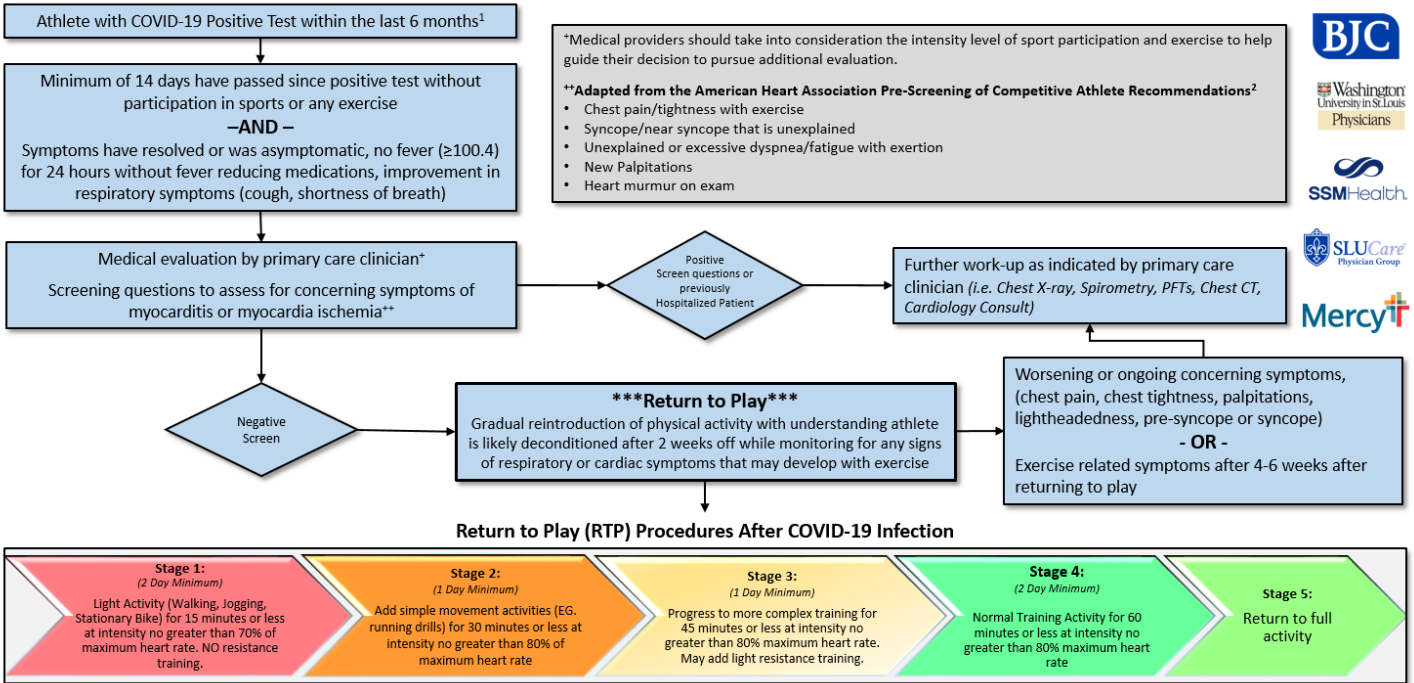 Athlete with COVID-19 Positive Test within the last 6 months¹
Minimum of 14 days have passed since positive test without
participation in sports or any exercise
–AND –
Symptoms have resolved or was asymptomatic, no fever (≥100.4)
for 24 hours without fever reducing medications, improvement in
respiratory symptoms (cough, shortness of breath)
⁺Medical providers should take into consideration the intensity level of sport participation and exercise to help
guide their decision to pursue additional evaluation.
⁺⁺Adapted from the American Heart Association Pre-Screening of Competitive Athlete Recommendations²
• Chest pain/tightness with exercise
• Syncope/near syncope that is unexplained
• Unexplained or excessive dyspnea/fatigue with exertion
• New Palpitations
• Heart murmur on exam
BJC
Washington
University in St.Louis
Physicians
SSMHealth.
SLUCare®
Physician Group
Mercy
Medical evaluation by primary care clinician⁺
Screening questions to assess for concerning symptoms of
myocarditis or myocardia ischemia⁺⁺
Positive
Screen questions or
previously
Hospitalized Patient
Further work-up as indicated by primary care
clinician (i.e. Chest X-ray, Spirometry, PFTs, Chest CT,
Cardiology Consult)
Negative
Screen
***Return to Play***
Gradual reintroduction of physical activity with understanding athlete
is likely deconditioned after 2 weeks off while monitoring for any signs
of respiratory or cardiac symptoms that may develop with exercise
Worsening or ongoing concerning symptoms,
(chest pain, chest tightness, palpitations,
lightheadedness, pre-syncope or syncope)
- OR -
Exercise related symptoms after 4-6 weeks after
returning to play
Return to Play (RTP) Procedures After COVID-19 Infection
Stage 1:
(2 Day Minimum)
Light Activity (Walking, Jogging,
Stationary Bike) for 15 minutes or less
at intensity no greater than 70% of
maximum heart rate. NO resistance
training.
Stage 2:
(1 Day Minimum)
Add simple movement activities (EG.
running drills) for 30 minutes or less at
intensity no greater than 80% of
maximum heart rate
Stage 3:
(1 Day Minimum)
Progress to more complex training for
45 minutes or less at intensity no
greater than 80% maximum heart rate.
May add light resistance training.
Stage 4:
(2 Day Minimum)
Normal Training Activity for 60
minutes or less at intensity no
greater than 80% maximum heart
rate
Stage 5:
Return to full
activity